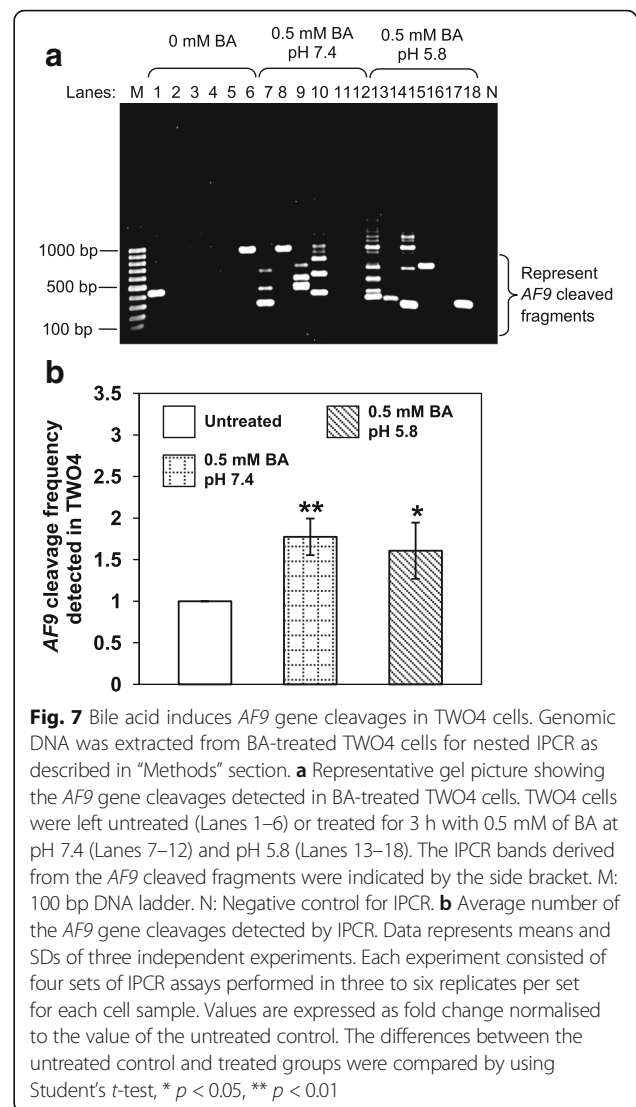 a
0 mM BA
0.5 mM BA
pH 7.4
0.5 mM BA
pH 5.8
Lanes: M 1 2 3 4 5 6 7 8 9 10 1112131415161718 N
1000 bp
500 bp
100 bp
Represent
AF9 cleaved
fragments
b
AF9 cleavage frequency
detected in TWO4
3.5
3
2.5
2
1.5
1
0.5
0
Untreated
0.5 mM BA
pH 5.8
0.5 mM BA
pH 7.4
**
*
Fig. 7 Bile acid induces AF9 gene cleavages in TWO4 cells. Genomic
DNA was extracted from BA-treated TWO4 cells for nested IPCR as
described in “Methods” section. a Representative gel picture showing
the AF9 gene cleavages detected in BA-treated TWO4 cells. TWO4 cells
were left untreated (Lanes 1–6) or treated for 3 h with 0.5 mM of BA at
pH 7.4 (Lanes 7–12) and pH 5.8 (Lanes 13–18). The IPCR bands derived
from the AF9 cleaved fragments were indicated by the side bracket. M:
100 bp DNA ladder. N: Negative control for IPCR. b Average number of
the AF9 gene cleavages detected by IPCR. Data represents means and
SDs of three independent experiments. Each experiment consisted of
four sets of IPCR assays performed in three to six replicates per set
for each cell sample. Values are expressed as fold change normalised
to the value of the untreated control. The differences between the
untreated control and treated groups were compared by using
Student’s t-test, * p < 0.05, ** p < 0.01